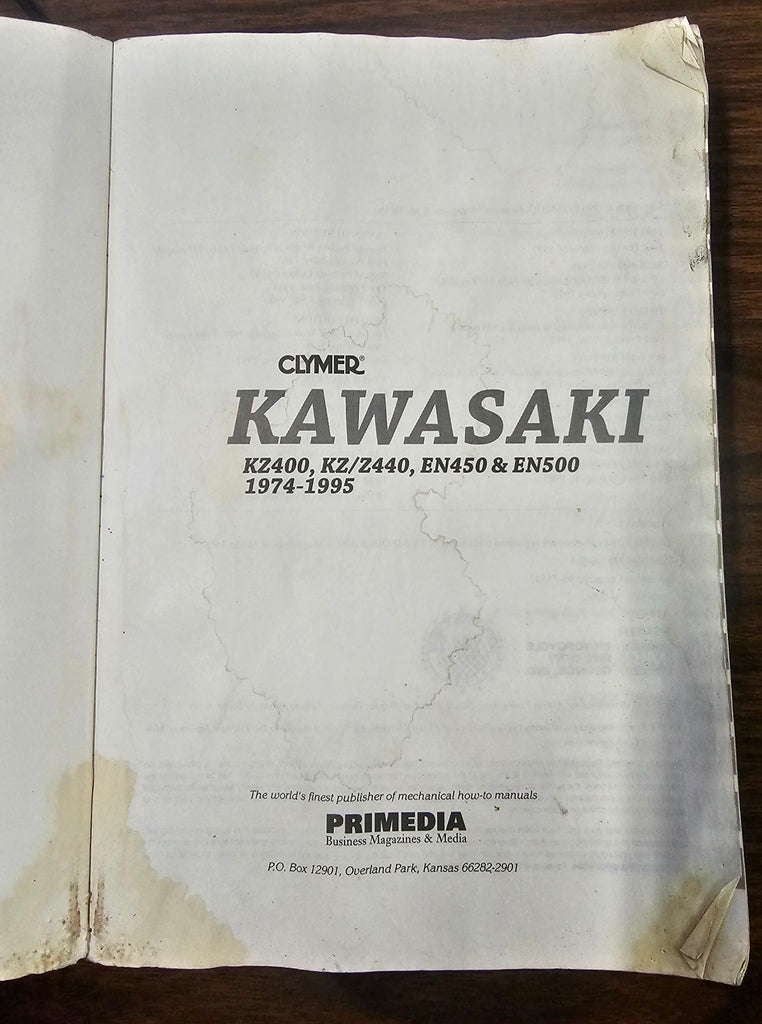 CLYMER®
KAWASAKI
KZ400, KZ/Z440, EN450 & EN500
1974-1995
The world's finest publisher of mechanical how-to manuals
PRIMEDIA
Business Magazines & Media
P.O. Box 12901, Overland Park, Kansas 66282-2901